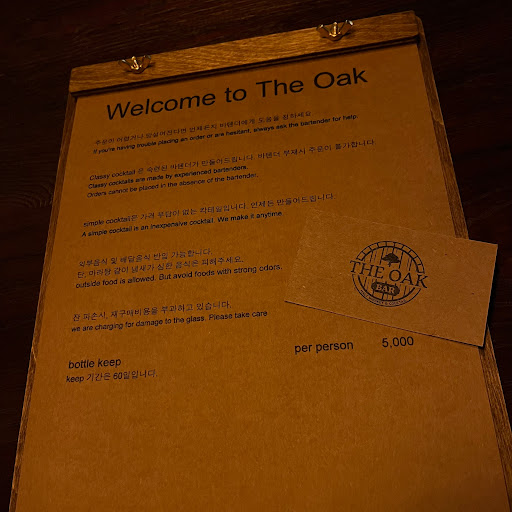 Welcome to The Oak
주문이 어렵거나 망설여진다면 언제든지 바텐더에게 도움을 청하세요
If you're having trouble placing an order or are hesitant, always ask the bartender for help.
Classy cocktail 은 숙련된 바텐더가 만들어드립니다. 바텐더 부재시 주문이 불가합니다
Classy cocktails are made by experienced bartenders.
Orders cannot be placed in the absence of the bartender.
simple cocktail은 가격 부담이 없는 칵테일입니다. 언제든 만들어드립니다.
A simple cocktail is an inexpensive cocktail. We make it anytime
외부음식 및 배달음식 반입 가능합니다.
단, 마라탕 같이 냄새가 심한 음식은 피해주세요.
outside food is allowed. But avoid foods with strong odors.
잔 파손시, 재구매비용을 부과하고 있습니다.
we are charging for damage to the glass. Please take care
THE OAK
BAR
per person 5,000
bottle keep
keep 기간은 60일입니다.